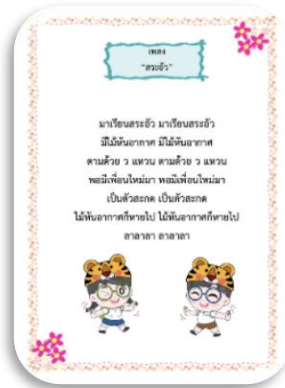 เพลง
"สระอัว"
มาเรียนสระอัว มาเรียนสระอัว
มีไม้หันอากาศ มีไม้หันอากาศ
ตามด้วย ว แหวน ตามด้วย ว แหวน
พอมีเพื่อนใหม่มา พอมีเพื่อนใหม่มา
เป็นตัวสะกด เป็นตัวสะกด
ไม้หันอากาศก็หายไป ไม้หันอากาศก็หายไป
ลาลาลา ลาลาลา